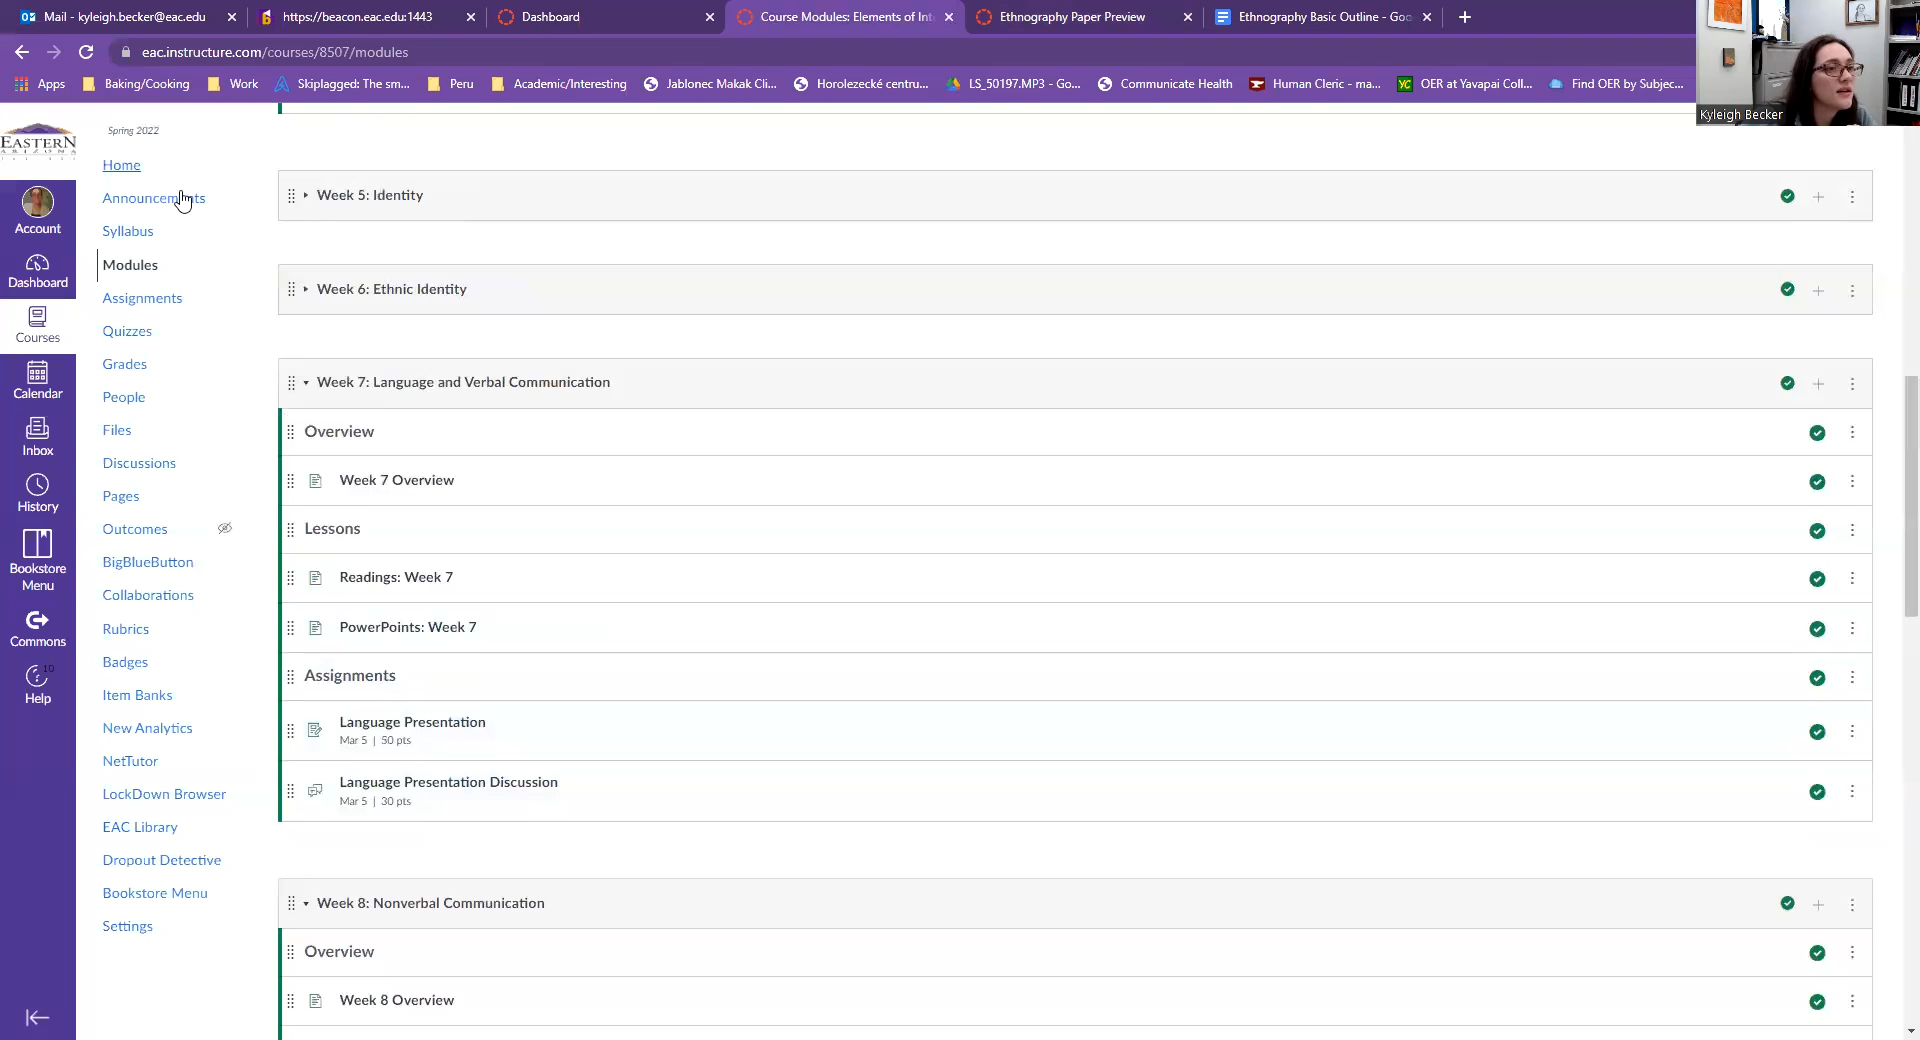 Mail - kyleigh.becker@eac.edu
https://beacon.eac.edu:1443
Dashboard
Course Modules: Elements of Int
Ethnography Paper Preview
Ethnography Basic Outline - Goo
eac.instructure.com/courses/8507/modules
Apps
Baking/Cooking
Work
Skiplagged: The sm...
Peru
Academic/Interesting
Jablonec Makak Cli...
Horolezecké centru...
LS_50197.MP3 - Go...
Communicate Health
Human Cleric - ma...
YC
OER at Yavapai Coll...
Find OER by Subjec...
Kyleigh Becker
EASTERN
ARIZONA
Account
Dashboard
Courses
Calendar
Inbox
History
Bookstore
Menu
Commons
10
Help
Spring 2022
Home
Announcements
Syllabus
Modules
Assignments
Quizzes
Grades
People
Files
Discussions
Pages
Outcomes
BigBlueButton
Collaborations
Rubrics
Badges
Item Banks
New Analytics
NetTutor
LockDown Browser
EAC Library
Dropout Detective
Bookstore Menu
Settings
Week 5: Identity
Week 6: Ethnic Identity
Week 7: Language and Verbal Communication
Overview
Week 7 Overview
Lessons
Readings: Week 7
PowerPoints: Week 7
Assignments
Language Presentation
Mar 5 | 50 pts
Language Presentation Discussion
Mar 5 | 30 pts
Week 8: Nonverbal Communication
Overview
Week 8 Overview